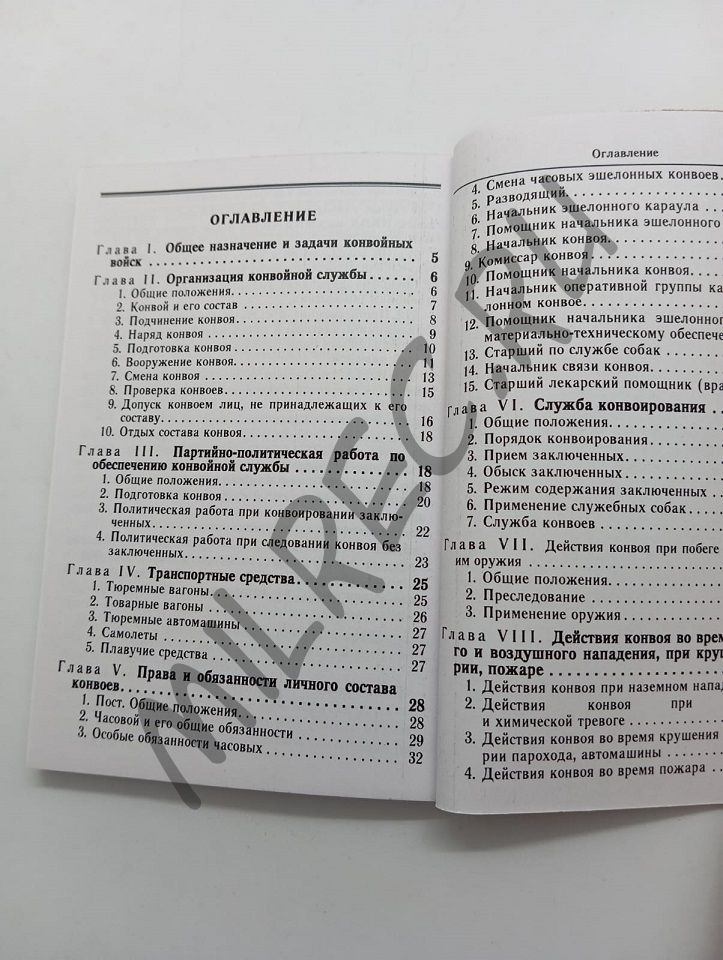 ОГЛАВЛЕНИЕ
Глава I. Общее назначение и задачи конвойных
войск . . . . . . . . . . . . . . . . . . . . 5
Глава II. Организация конвойной службы . . . . . 6
1. Общие положения. . . . . . . . . . . . . . . . 6
2. Конвой и его состав . . . . . . . . . . . . . . . 7
3. Подчинение конвоя. . . . . . . . . . . . . . . . 8
4. Наряд конвоя . . . . . . . . . . . . . . . . . . 9
5. Подготовка конвоя . . . . . . . . . . . . . . . 10
6. Вооружение конвоя. . . . . . . . . . . . . . . 11
7. Смена конвоя . . . . . . . . . . . . . . . . . 13
8. Проверка конвоев. . . . . . . . . . . . . . . . 15
9. Допуск конвоем лиц, не принадлежащих к его
составу. . . . . . . . . . . . . . . . . . . . 16
10. Отдых состава конвоя. . . . . . . . . . . . . . 18
Глава III. Партийно-политическая работа по
обеспечению конвойной службы . . . . . . . . . 18
1. Общие положения. . . . . . . . . . . . . . . . 18
2. Подготовка конвоя . . . . . . . . . . . . . . . 20
3. Политическая работа при конвоировании заклю-
ченных. . . . . . . . . . . . . . . . . . . . 22
4. Политическая работа при следовании конвоя без
заключенных. . . . . . . . . . . . . . . . . . 23
Глава IV. Транспортные средства. . . . . . . . . 25
1. Тюремные вагоны. . . . . . . . . . . . . . . . 25
2. Товарные вагоны . . . . . . . . . . . . . . . . 25
3. Тюремные автомашины. . . . . . . . . . . . . . 26
4. Самолеты . . . . . . . . . . . . . . . . . . . 27
5. Плавучие средства . . . . . . . . . . . . . . . 27
Глава V. Права и обязанности личного состава
конвоев. . . . . . . . . . . . . . . . . . . . 28
1. Пост. Общие положения. . . . . . . . . . . . . 28
2. Часовой и его общие обязанности . . . . . . . . 29
3. Особые обязанности часовых . . . . . . . . . . 32
Оглавление
4. Смена часовых эшелонных конвоев. .
5. Разводящий. . . . . . . . . . . . .
6. Начальник эшелонного караула . . .
7. Помощник начальника эшелонного
8. Начальник конвоя. . . . . . . . . .
9. Комиссар конвоя . . . . . . . . . .
10. Помощник начальника конвоя. . . .
11. Начальник оперативной группы ка
лонном конвое. . . . . . . . . . .
12. Помощник начальника эшелонного
материально-техническому обеспече
13. Старший по службе собак . . . . .
14. Начальник связи конвоя. . . . . . .
15. Старший лекарский помощник (вра
Глава VI. Служба конвоирования . . .
1. Общие положения. . . . . . . . . .
2. Порядок конвоирования. . . . . . .
3. Прием заключенных. . . . . . . . .
4. Обыск заключенных . . . . . . . .
5. Режим содержания заключенных . .
6. Применение служебных собак. . . .
7. Служба конвоев . . . . . . . . . .
Глава VII. Действия конвоя при побеге
им оружия . . . . . . . . . . . . .
1. Общие положения. . . . . . . . . .
2. Преследование . . . . . . . . . . .
3. Применение оружия . . . . . . . . .
Глава VIII. Действия конвоя во врем
го и воздушного нападения, при круш
рии, пожаре . . . . . . . . . . . .
1. Действия конвоя при наземном напад
2. Действия конвоя при
и химической тревоге . . . . . . . .
3. Действия конвоя во время крушения
рии парохода, автомашины . . . . .
4. Действия конвоя во время пожара . .
MILREC.RU